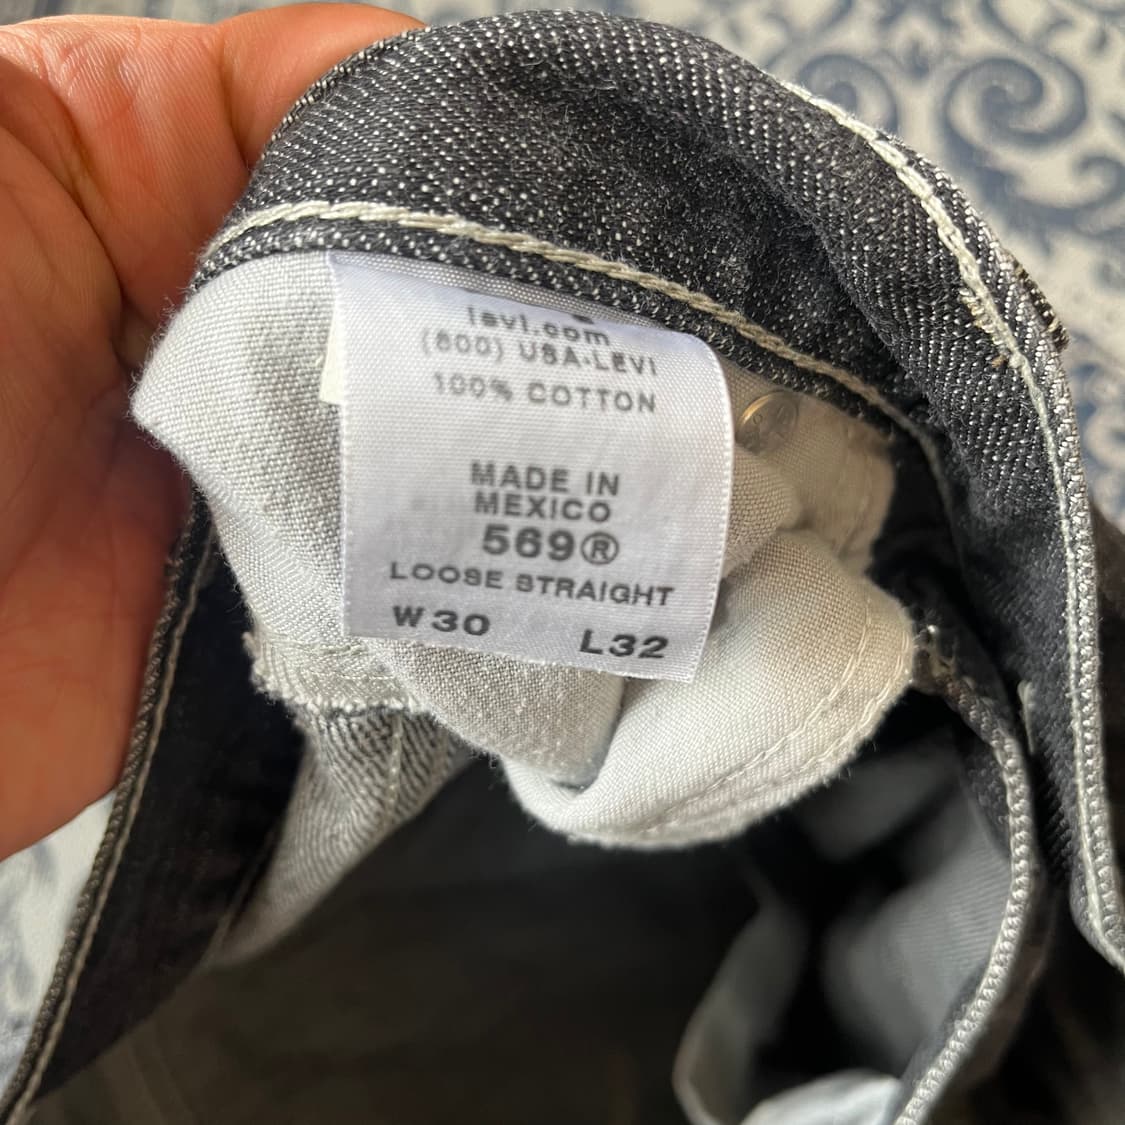 levi.com
(800) USA-LEVI
100% COTTON
MADE IN
MEXICO
569®
LOOSE STRAIGHT
W30 L32